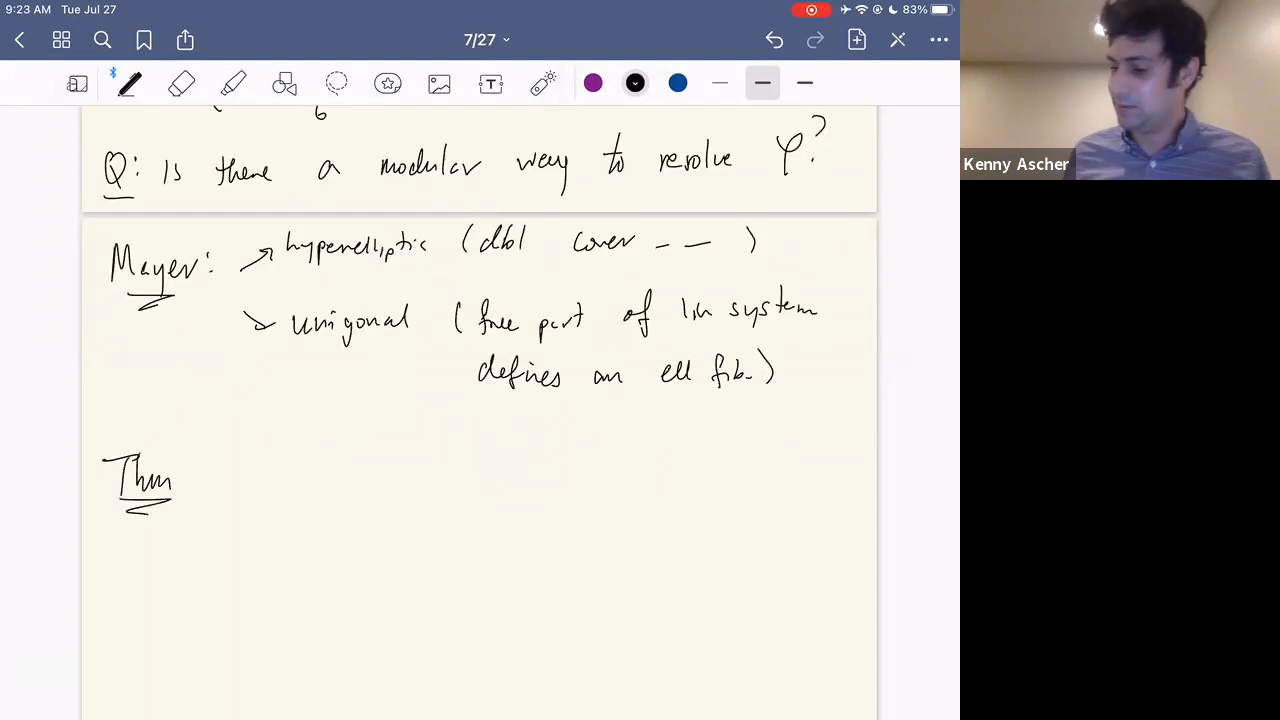 9:23 AM Tue Jul 27
83%
7/27
Kenny Ascher
Q: Is there a modular way to resolve φ?
Mayer: → hyperelliptic (dbl cover - - )
↘ unigonal (free part of lin system
defines an ell fib.)
Thm